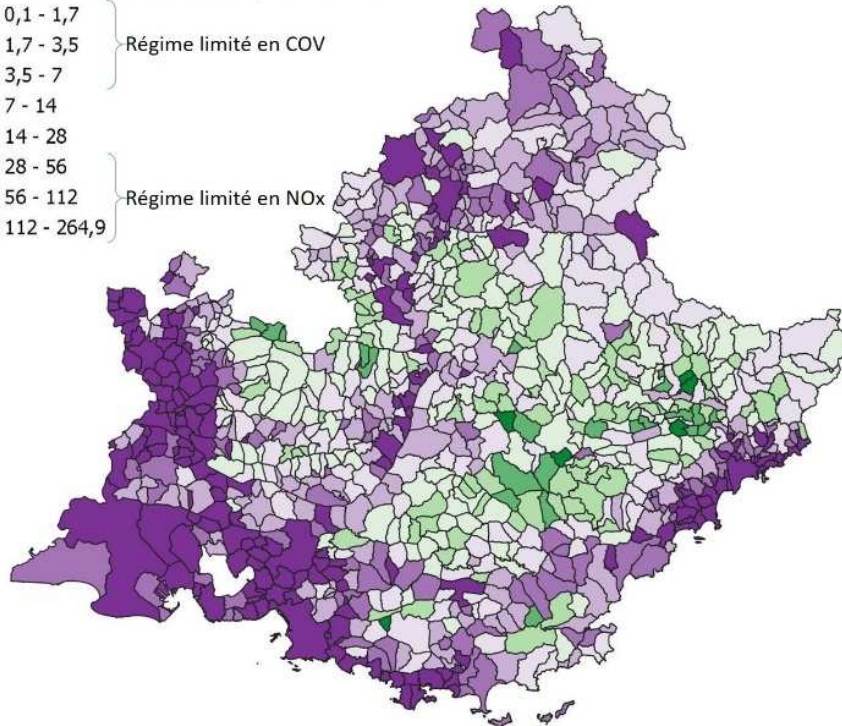 0,1 - 1,7
1,7 - 3,5
Régime limité en COV
3,5 - 7
7 - 14
14 - 28
28 - 56
56 - 112
Régime limité en NOx
112 - 264,9